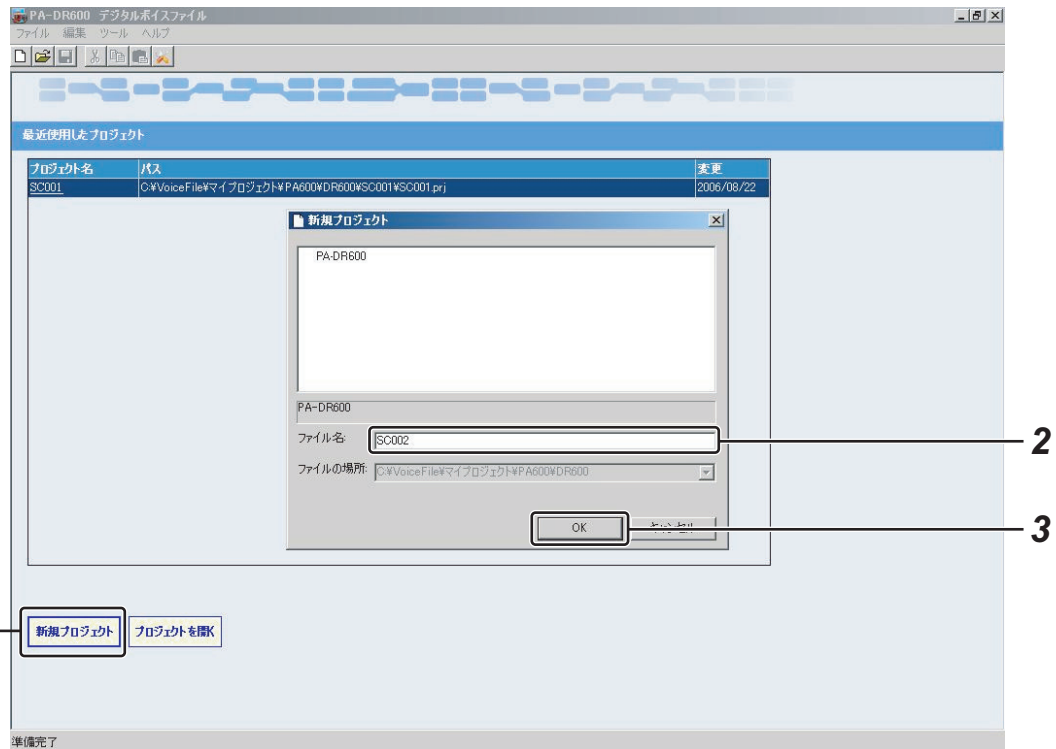 PA-DR600 デジタルボイスファイル
ファイル 編集 ツール ヘルプ
最近使用したプロジェクト
プロジェクト名 パス 変更
SC001 C:¥VoiceFile¥マイプロジェクト¥PA600¥DR600¥SC001¥SC001.prj 2006/08/22
新規プロジェクト
PA-DR600
PA-DR600
ファイル名: SC002
2
ファイルの場所: C:¥VoiceFile¥マイプロジェクト¥PA600¥DR600
OK キャンセル
3
新規プロジェクト プロジェクトを開く
準備完了